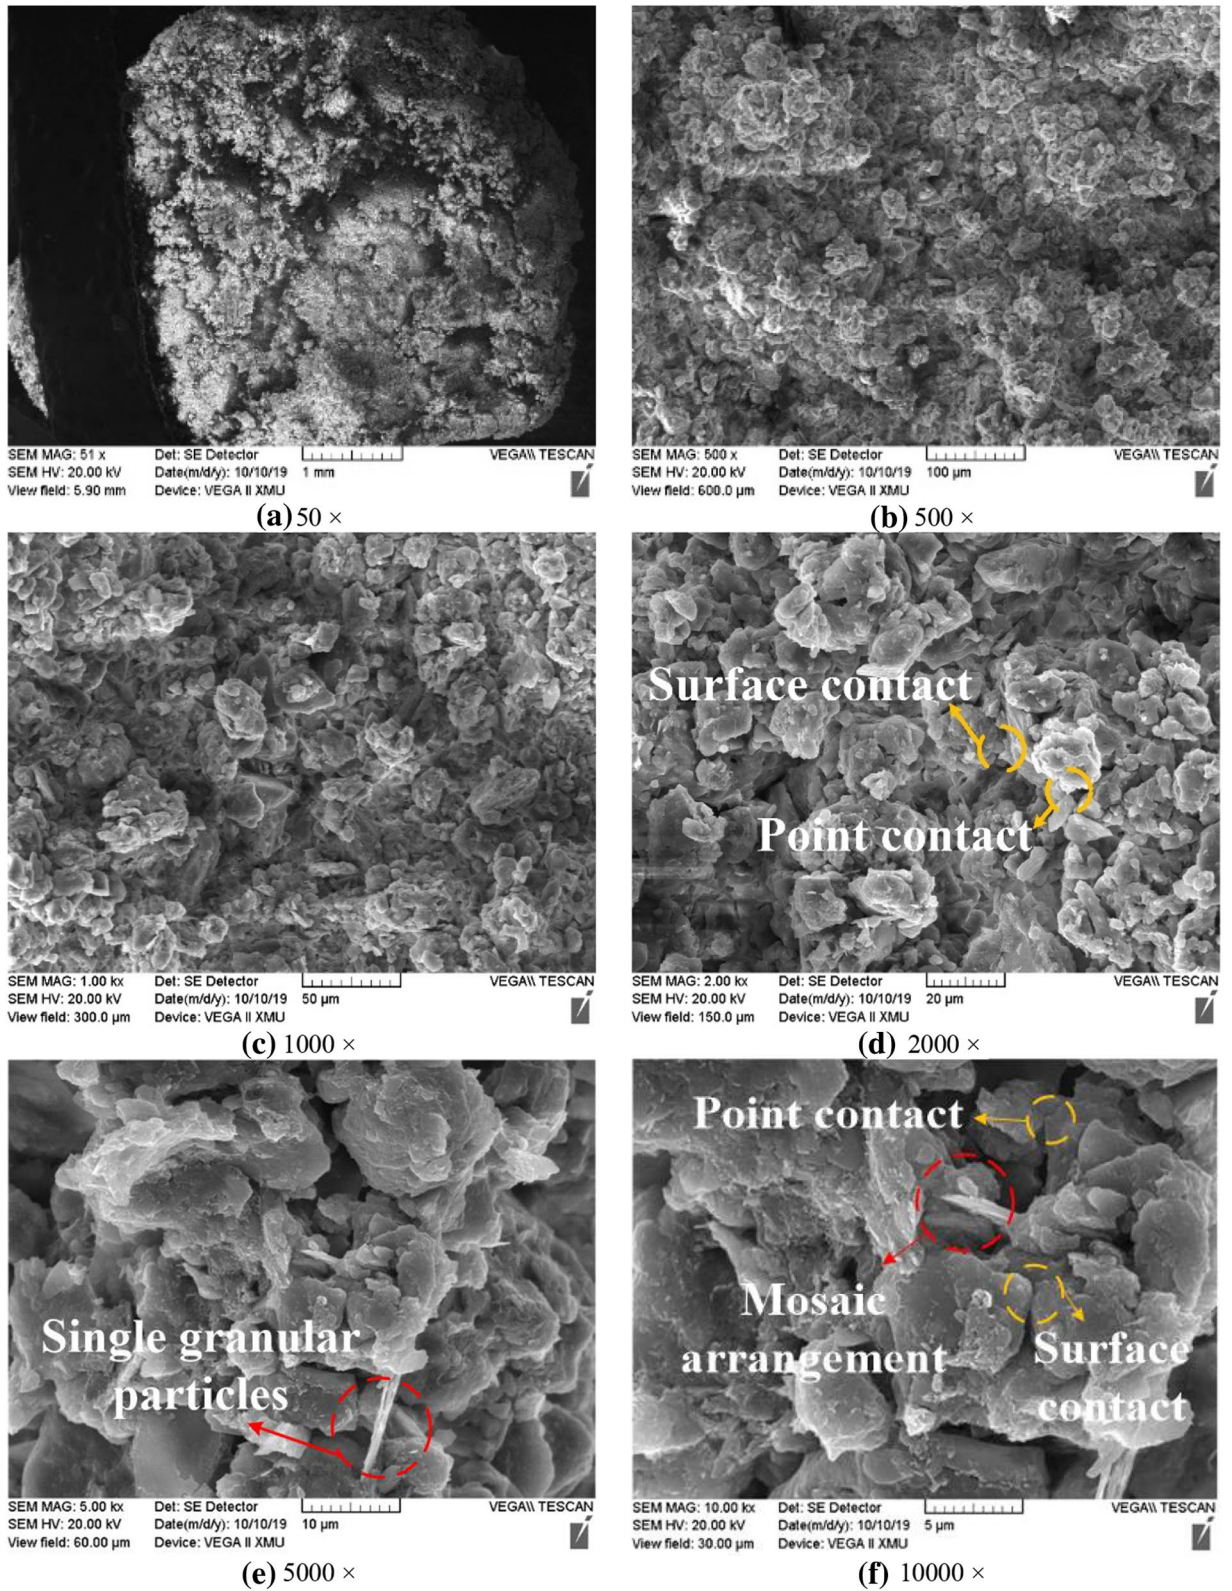 SEM MAG: 51 x Det: SE Detector VEGA\\ TESCAN
SEM HV: 20.00 kV Date(m/d/y): 10/10/19 1 mm
View field: 5.90 mm Device: VEGA II XMU
(a) 50 ×
SEM MAG: 500 x Det: SE Detector VEGA\\ TESCAN
SEM HV: 20.00 kV Date(m/d/y): 10/10/19 100 µm
View field: 600.0 µm Device: VEGA II XMU
(b) 500 ×
SEM MAG: 1.00 kx Det: SE Detector VEGA\\ TESCAN
SEM HV: 20.00 kV Date(m/d/y): 10/10/19 50 µm
View field: 300.0 µm Device: VEGA II XMU
(c) 1000 ×
Surface contact
Point contact
SEM MAG: 2.00 kx Det: SE Detector VEGA\\ TESCAN
SEM HV: 20.00 kV Date(m/d/y): 10/10/19 20 µm
View field: 150.0 µm Device: VEGA II XMU
(d) 2000 ×
Single granular
particles
SEM MAG: 5.00 kx Det: SE Detector VEGA\\ TESCAN
SEM HV: 20.00 kV Date(m/d/y): 10/10/19 10 µm
View field: 60.00 µm Device: VEGA II XMU
(e) 5000 ×
Point contact
Mosaic
arrangement
Surface
contact
SEM MAG: 10.00 kx Det: SE Detector VEGA\\ TESCAN
SEM HV: 20.00 kV Date(m/d/y): 10/10/19 5 µm
View field: 30.00 µm Device: VEGA II XMU
(f) 10000 ×